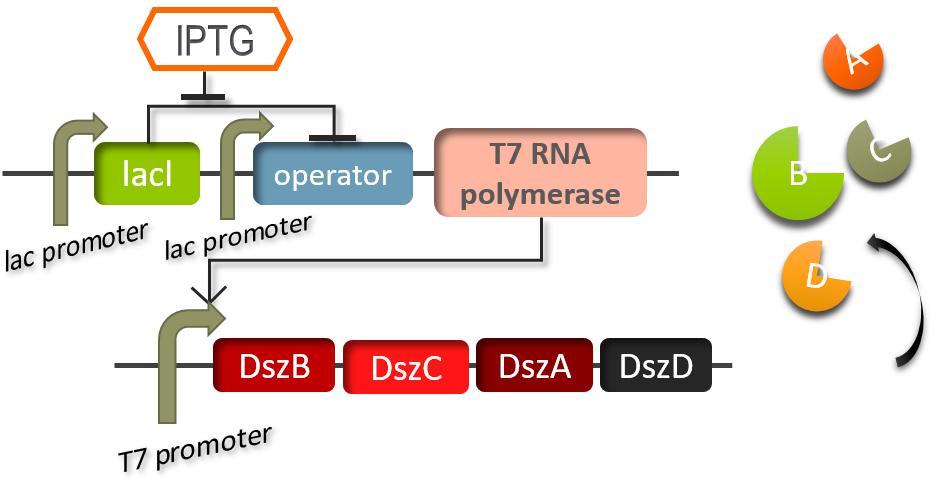 IPTG
lacI
operator
T7 RNA
polymerase
lac promoter
lac promoter
DszB
DszC
DszA
DszD
T7 promoter
A
B
C
D